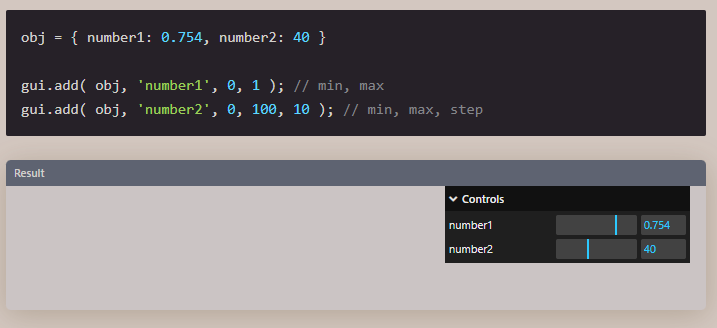 obj = { number1: 0.754, number2: 40 }
gui.add( obj, 'number1', 0, 1 ); // min, max
gui.add( obj, 'number2', 0, 100, 10 ); // min, max, step
Result
Controls
number1 0.754
number2 40